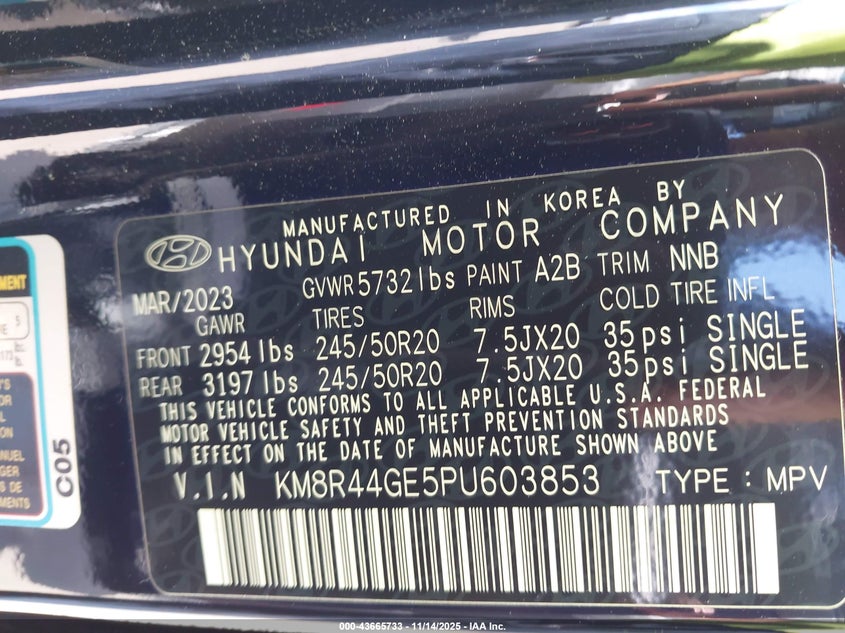 MANUFACTURED IN KOREA BY
HYUNDAI MOTOR COMPANY
MAR/2023 GVWR 5732 lbs PAINT A2B TRIM NNB
GAWR TIRES RIMS COLD TIRE INFL
FRONT 2954 lbs 245/50R20 7.5JX20 35psi SINGLE
REAR 3197 lbs 245/50R20 7.5JX20 35psi SINGLE
THIS VEHICLE CONFORMS TO ALL APPLICABLE U.S.A. FEDERAL
MOTOR VEHICLE SAFETY AND THEFT PREVENTION STANDARDS
IN EFFECT ON THE DATE OF MANUFACTURE SHOWN ABOVE
V.I.N KM8R44GE5PU603853 TYPE : MPV
C05
000-43665733 - 11/14/2025 - IAA Inc.